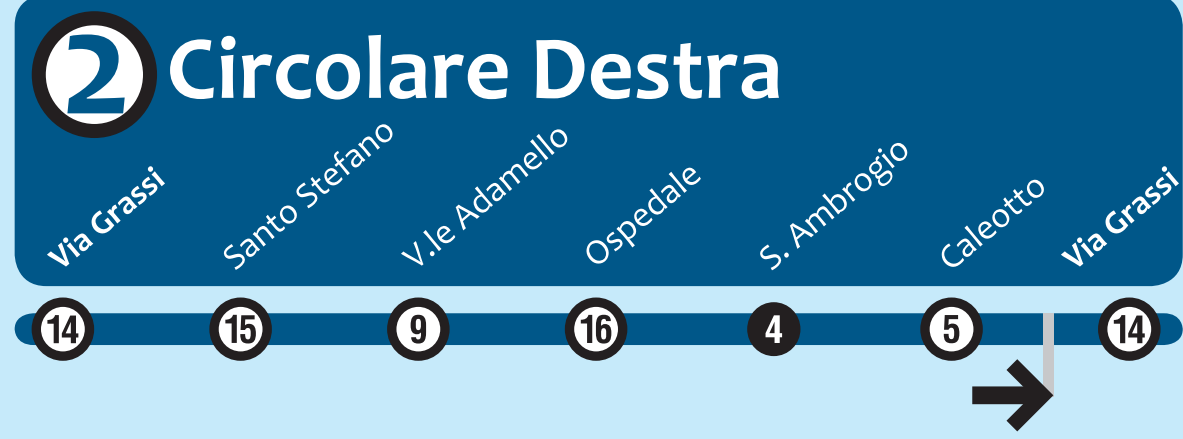 2 Circolare Destra
Via Grassi
Santo Stefano
V.le Adamello
Ospedale
S. Ambrogio
Caleotto
Via Grassi
14 15 9 16 4 5 14